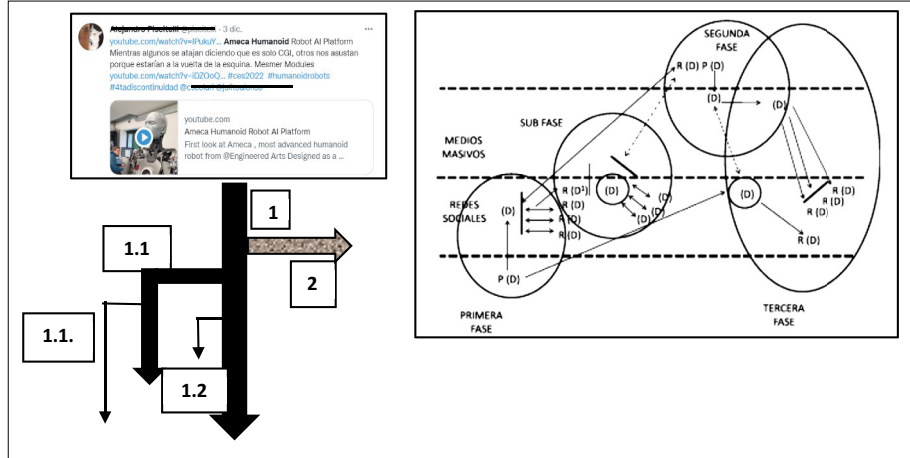 · 3 dic.
youtube.com/watch?v=IPukuY... Ameca Humanoid Robot AI Platform
Mientras algunos se atajan diciendo que es solo CGI, otros nos asustan
porque estarían a la vuelta de la esquina. Mesmer Modules
youtube.com/watch?v=iOZOoQ... #ces2022 #humanoidrobots
#4tadiscontinuidad
youtube.com
Ameca Humanoid Robot AI Platform
First look at Ameca , most advanced humanoid
robot from @Engineered Arts Designed as a ...
1
1.1
2
1.1.
1.2
SEGUNDA
FASE
R (D) P (D)
(D)
(D)
SUB FASE
MEDIOS
MASIVOS
REDES
SOCIALES
(D)
R (D¹)
R (D)
R (D)
R (D)
(D)
(D)
(D)
(D)
(D)
R (D)
R (D)
R (D)
R (D)
P (D)
PRIMERA
FASE
TERCERA
FASE